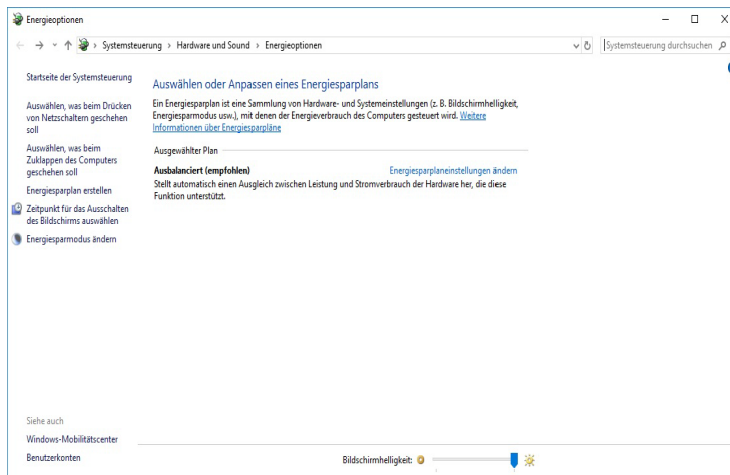 Energieoptionen
Systemsteuerung > Hardware und Sound > Energieoptionen
Systemsteuerung durchsuchen
Startseite der Systemsteuerung
Auswählen, was beim Drücken
von Netzschaltern geschehen
soll
Auswählen, was beim
Zuklappen des Computers
geschehen soll
Energiesparplan erstellen
Zeitpunkt für das Ausschalten
des Bildschirms auswählen
Energiesparmodus ändern
Auswählen oder Anpassen eines Energiesparplans
Ein Energiesparplan ist eine Sammlung von Hardware- und Systemeinstellungen (z. B. Bildschirmhelligkeit,
Energiesparmodus usw.), mit denen der Energieverbrauch des Computers gesteuert wird. Weitere
Informationen über Energiesparpläne
Ausgewählter Plan
Ausbalanciert (empfohlen) Energiesparplaneinstellungen ändern
Stellt automatisch einen Ausgleich zwischen Leistung und Stromverbrauch der Hardware her, die diese
Funktion unterstützt.
Siehe auch
Windows-Mobilitätscenter
Benutzerkonten
Bildschirmhelligkeit: